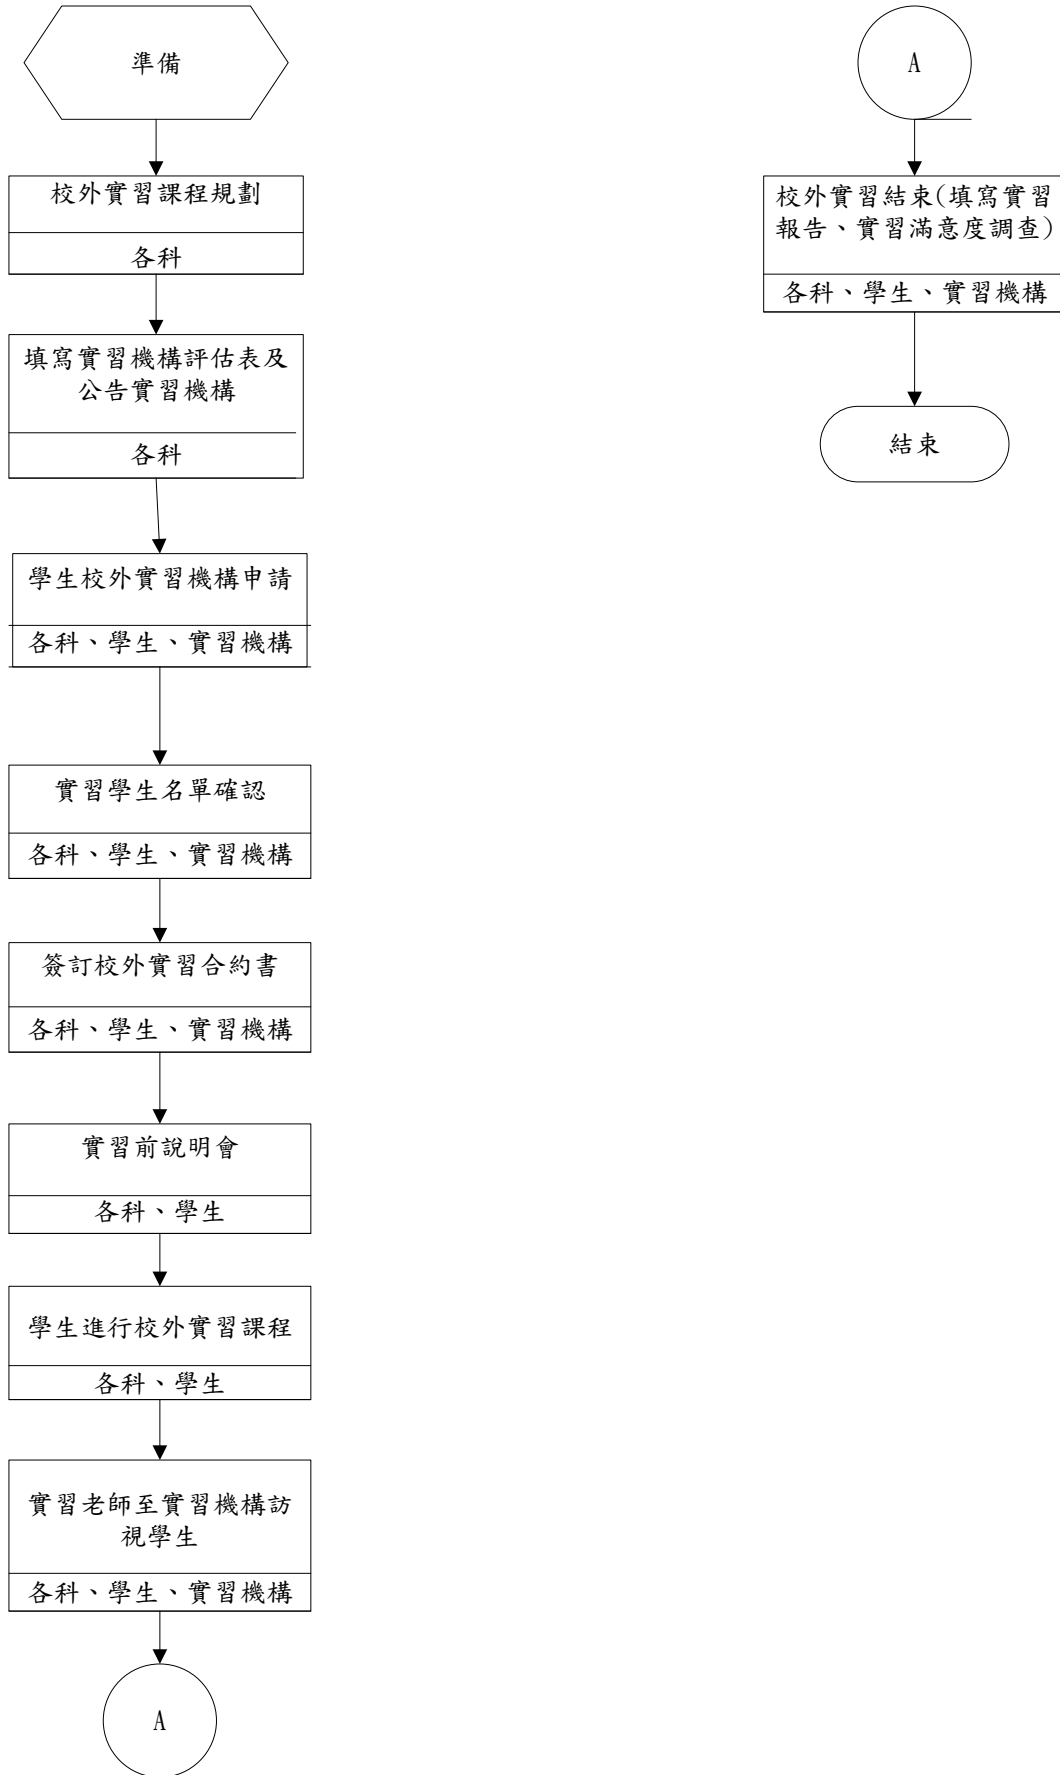 準備
校外實習課程規劃
各科
填寫實習機構評估表及
公告實習機構
各科
學生校外實習機構申請
各科、學生、實習機構
實習學生名單確認
各科、學生、實習機構
簽訂校外實習合約書
各科、學生、實習機構
實習前說明會
各科、學生
學生進行校外實習課程
各科、學生
實習老師至實習機構訪
視學生
各科、學生、實習機構
A
A
校外實習結束(填寫實習
報告、實習滿意度調查)
各科、學生、實習機構
結束